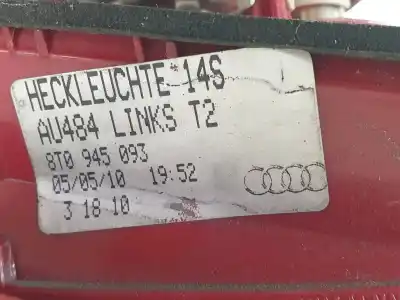 HECKLEUCHTE 14S
AU484 LINKS T2
8T0 945 093
05/05/10 19:52
3 18 10